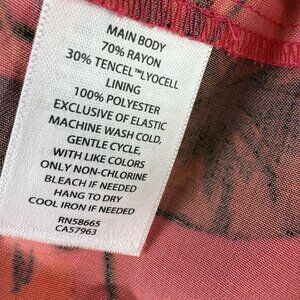 MAIN BODY
70% RAYON
30% TENCEL™LYOCELL
LINING
100% POLYESTER
EXCLUSIVE OF ELASTIC
MACHINE WASH COLD,
GENTLE CYCLE,
WITH LIKE COLORS
ONLY NON-CHLORINE
BLEACH IF NEEDED
HANG TO DRY
COOL IRON IF NEEDED
RN58665
CA57963